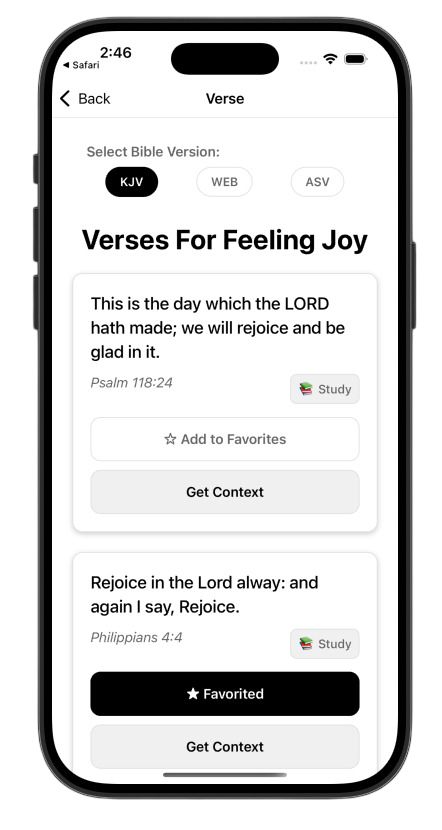 2:46
◀ Safari
Back
Verse
Select Bible Version:
KJV
WEB
ASV
Verses For Feeling Joy
This is the day which the LORD
hath made; we will rejoice and be
glad in it.
Psalm 118:24
📚 Study
☆ Add to Favorites
Get Context
Rejoice in the Lord alway: and
again I say, Rejoice.
Philippians 4:4
📚 Study
★ Favorited
Get Context